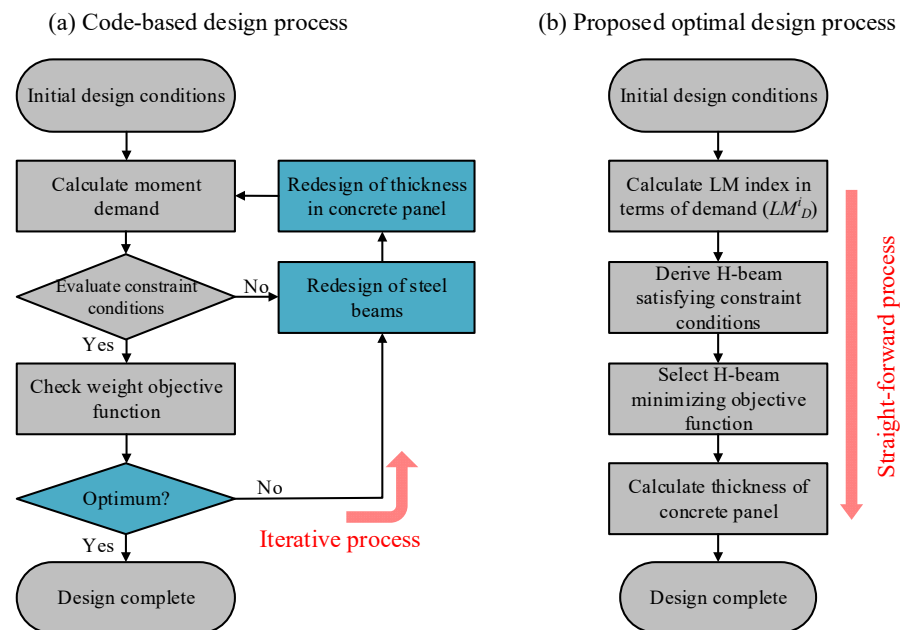 (a) Code-based design process
Initial design conditions
Calculate moment
demand
Redesign of thickness
in concrete panel
Evaluate constraint
conditions
No
Redesign of steel
beams
Yes
Check weight objective
function
Optimum?
No
Iterative process
Yes
Design complete
(b) Proposed optimal design process
Initial design conditions
Calculate LM index in
terms of demand (LM^i_D)
Derive H-beam
satisfying constraint
conditions
Select H-beam
minimizing objective
function
Calculate thickness of
concrete panel
Design complete
Straight-forward process